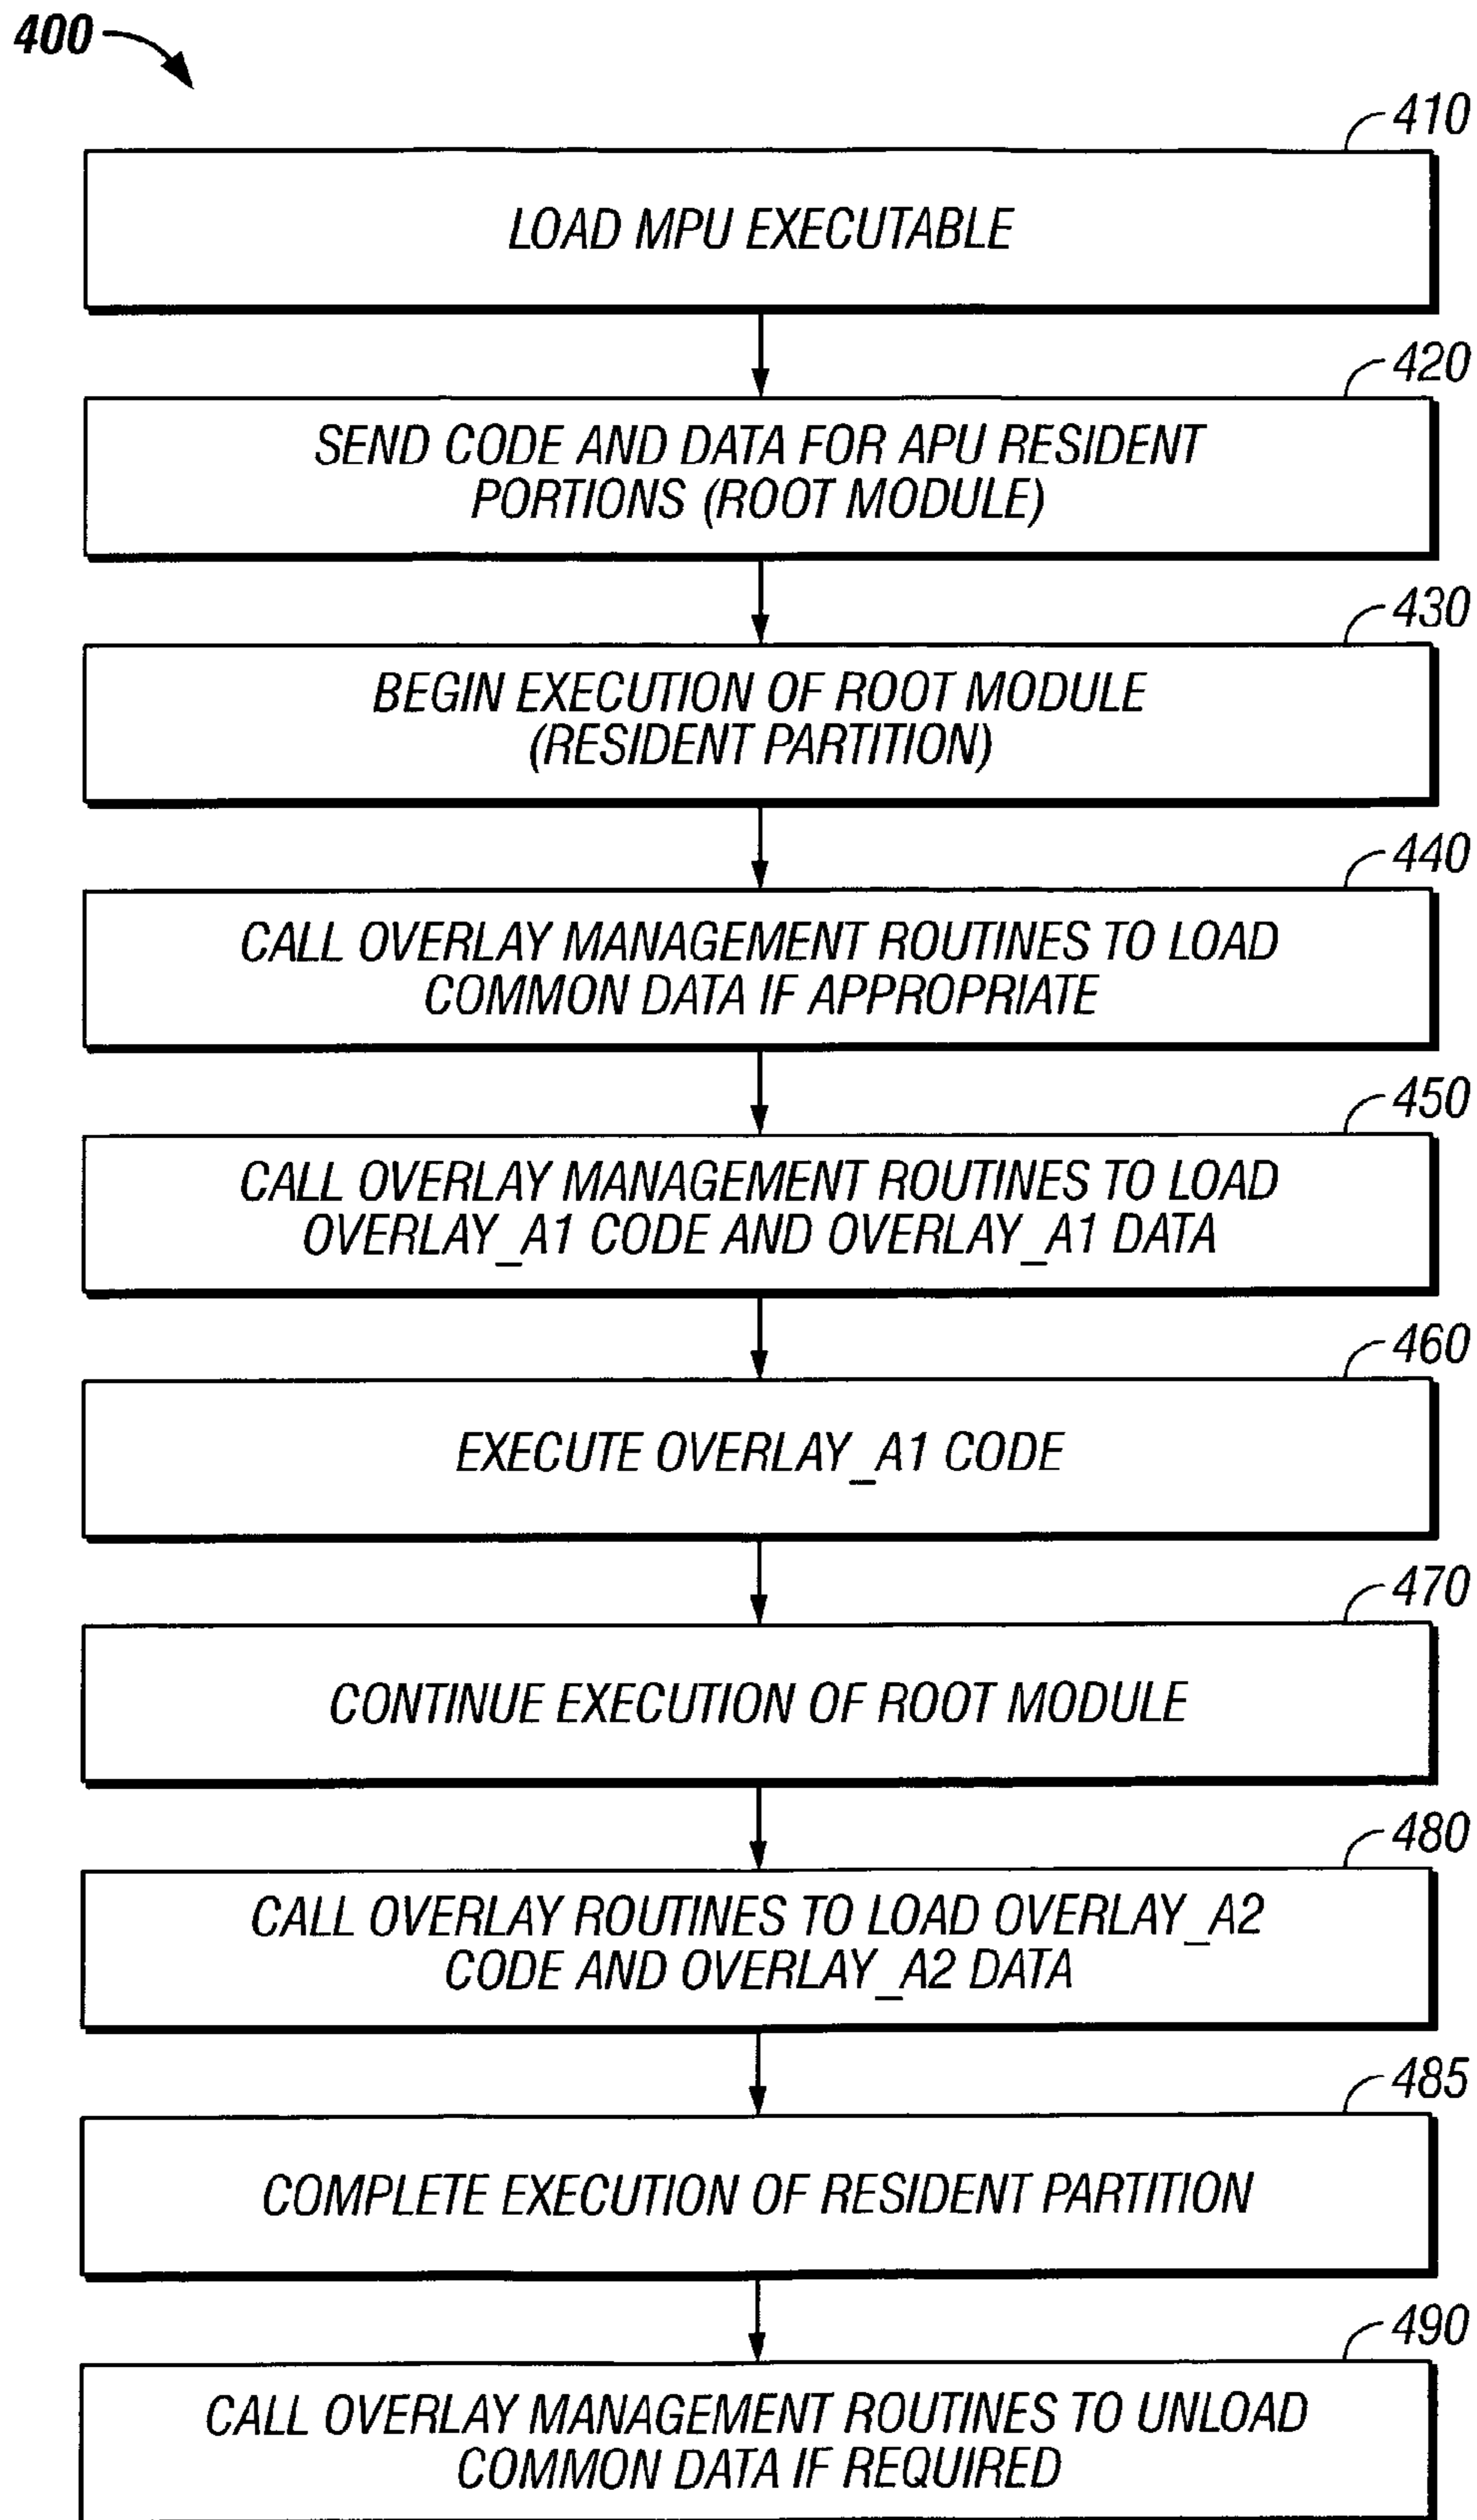 400
410
LOAD MPU EXECUTABLE
420
SEND CODE AND DATA FOR APU RESIDENT
PORTIONS (ROOT MODULE)
430
BEGIN EXECUTION OF ROOT MODULE
(RESIDENT PARTITION)
440
CALL OVERLAY MANAGEMENT ROUTINES TO LOAD
COMMON DATA IF APPROPRIATE
450
CALL OVERLAY MANAGEMENT ROUTINES TO LOAD
OVERLAY_A1 CODE AND OVERLAY_A1 DATA
460
EXECUTE OVERLAY_A1 CODE
470
CONTINUE EXECUTION OF ROOT MODULE
480
CALL OVERLAY ROUTINES TO LOAD OVERLAY_A2
CODE AND OVERLAY_A2 DATA
485
COMPLETE EXECUTION OF RESIDENT PARTITION
490
CALL OVERLAY MANAGEMENT ROUTINES TO UNLOAD
COMMON DATA IF REQUIRED